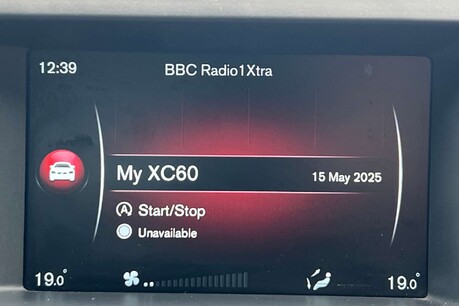 12:39
BBC Radio1Xtra
My XC60
15 May 2025
A Start/Stop
Unavailable
19.0°
19.0°